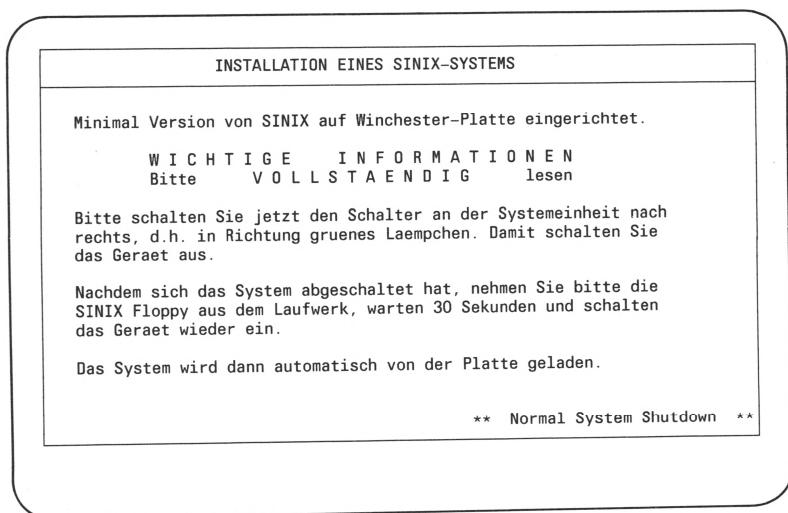 INSTALLATION EINES SINIX-SYSTEMS
Minimal Version von SINIX auf Winchester-Platte eingerichtet.
W I C H T I G E I N F O R M A T I O N E N
Bitte V O L L S T A E N D I G lesen
Bitte schalten Sie jetzt den Schalter an der Systemeinheit nach
rechts, d.h. in Richtung gruenes Laempchen. Damit schalten Sie
das Geraet aus.
Nachdem sich das System abgeschaltet hat, nehmen Sie bitte die
SINIX Floppy aus dem Laufwerk, warten 30 Sekunden und schalten
das Geraet wieder ein.
Das System wird dann automatisch von der Platte geladen.
** Normal System Shutdown **